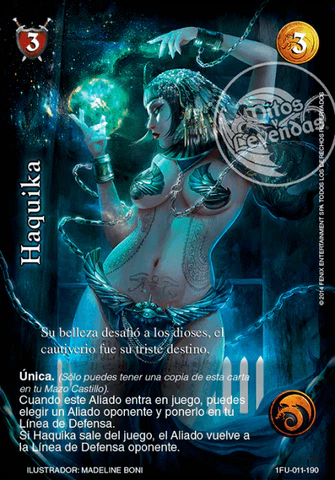 3
3
Mitos y Leyendas
Haquika
© 2014 FENIX ENTERTAINMENT SPA TODOS LOS DERECHOS RESERVADOS
Su belleza desafió a los dioses, el
cautiverio fue su triste destino.
Única. (Sólo puedes tener una copia de esta carta
en tu Mazo Castillo).
Cuando este Aliado entra en juego, puedes
elegir un Aliado oponente y ponerlo en tu
Línea de Defensa.
Si Haquika sale del juego, el Aliado vuelve a
la Línea de Defensa oponente.
ILUSTRADOR: MADELINE BONI
1FU-011-190